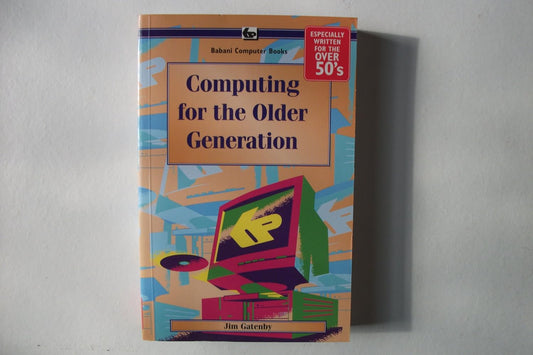 Babani Computer Books
ESPECIALLY
WRITTEN
FOR THE
OVER
50's
Computing
for the Older
Generation
Jim Gatenby